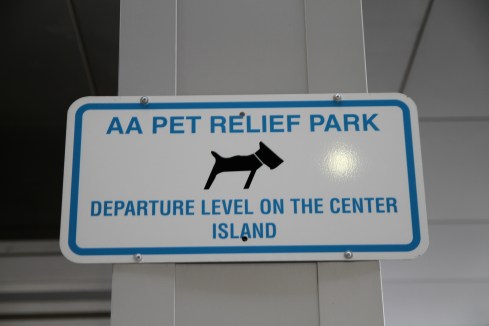 AA PET RELIEF PARK
DEPARTURE LEVEL ON THE CENTER
ISLAND